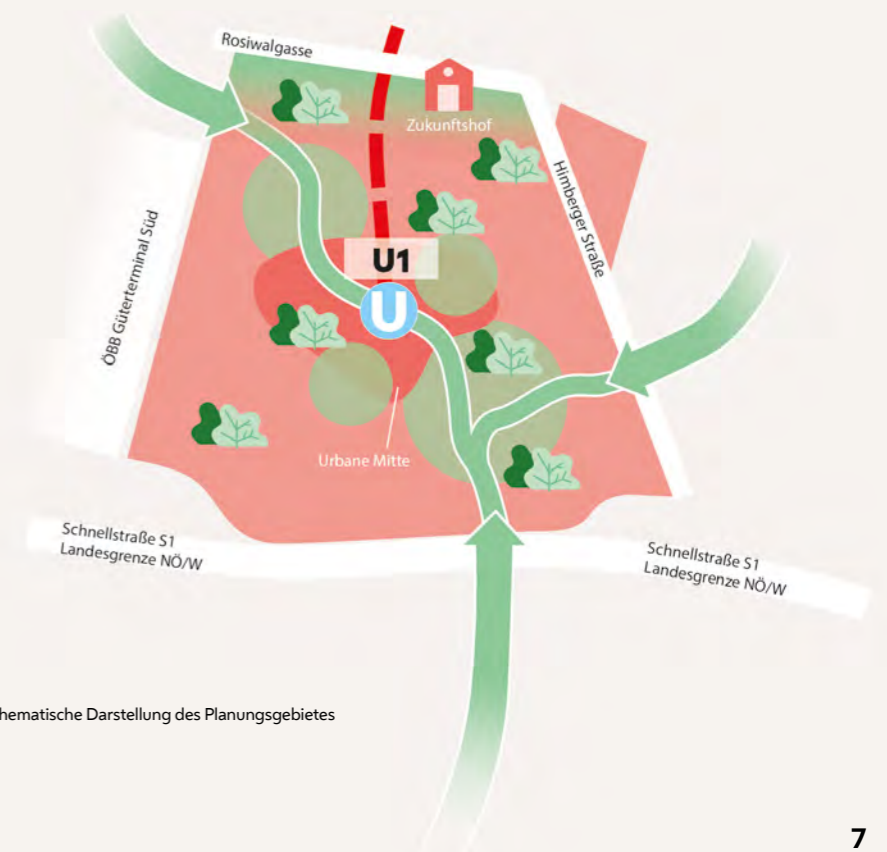 Rosiwalgasse
Zukunftshof
Himberger Straße
ÖBB Güterterminal Süd
U1
U
Urbane Mitte
Schnellstraße S1
Landesgrenze NÖ/W
Schnellstraße S1
Landesgrenze NÖ/W
hematische Darstellung des Planungsgebietes
7